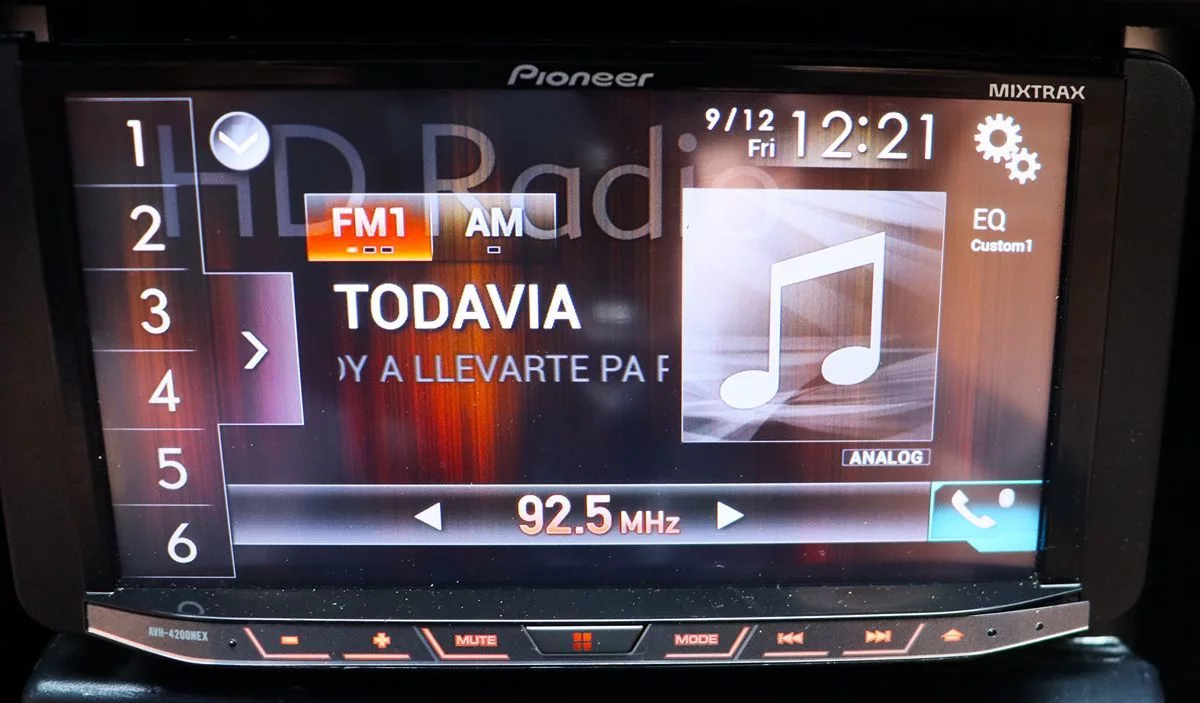 Pioneer
MIXTRAX
HD Radio
9/12
Fri
12:21
1
2
3
4
5
6
FM1
AM
EQ
Custom1
TODAVIA
OY A LLEVARTE PA
ANALOG
92.5 MHz
AVH-4200NEX
MUTE
MODE